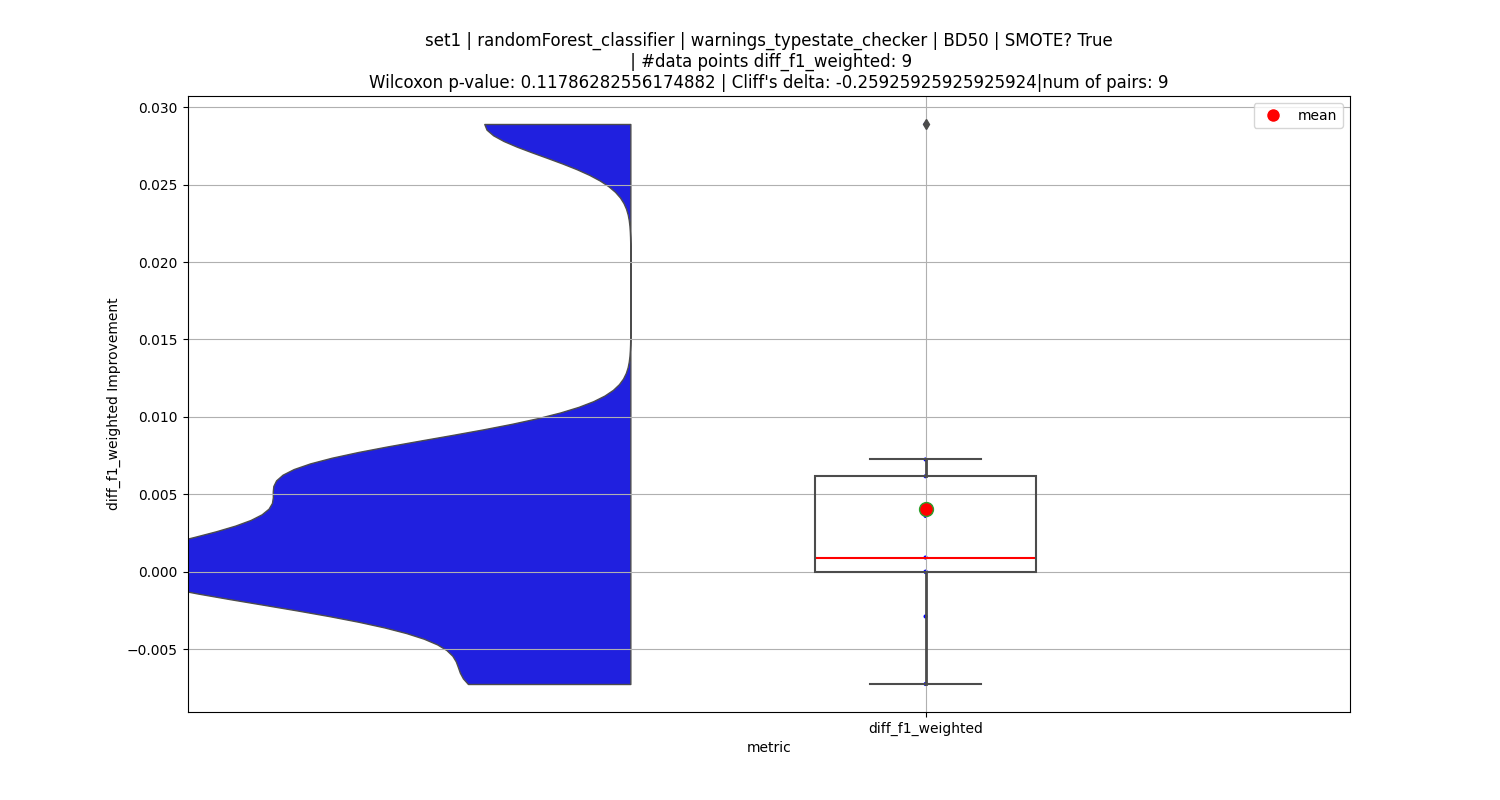 set1 | randomForest_classifier | warnings_typestate_checker | BD50 | SMOTE? True
| #data points diff_f1_weighted: 9
Wilcoxon p-value: 0.11786282556174882 | Cliff's delta: -0.25925925925925924|num of pairs: 9
mean
0.030
0.025
0.020
0.015
0.010
0.005
0.000
−0.005
diff_f1_weighted Improvement
diff_f1_weighted
metric